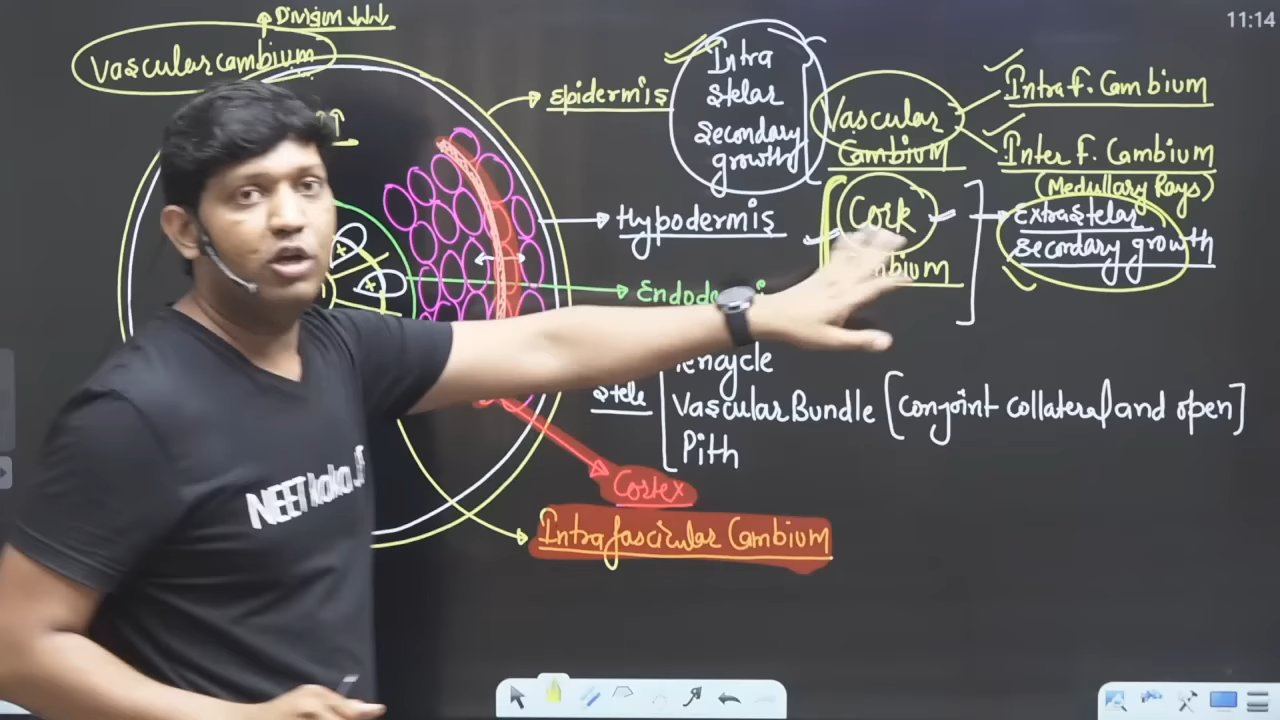 11:14
Division ↓↓↓
Vascular cambium
Epidermis
Intra
Stelar
Secondary
growth
Vascular
Cambium
Intra f. Cambium
Inter f. Cambium
(Medullary Rays)
Hypodermis
Cork
Extrastelar
Secondary growth
Stele
Vascular Bundle [conjoint collateral and open]
Pith
Cortex
Intrafascicular Cambium